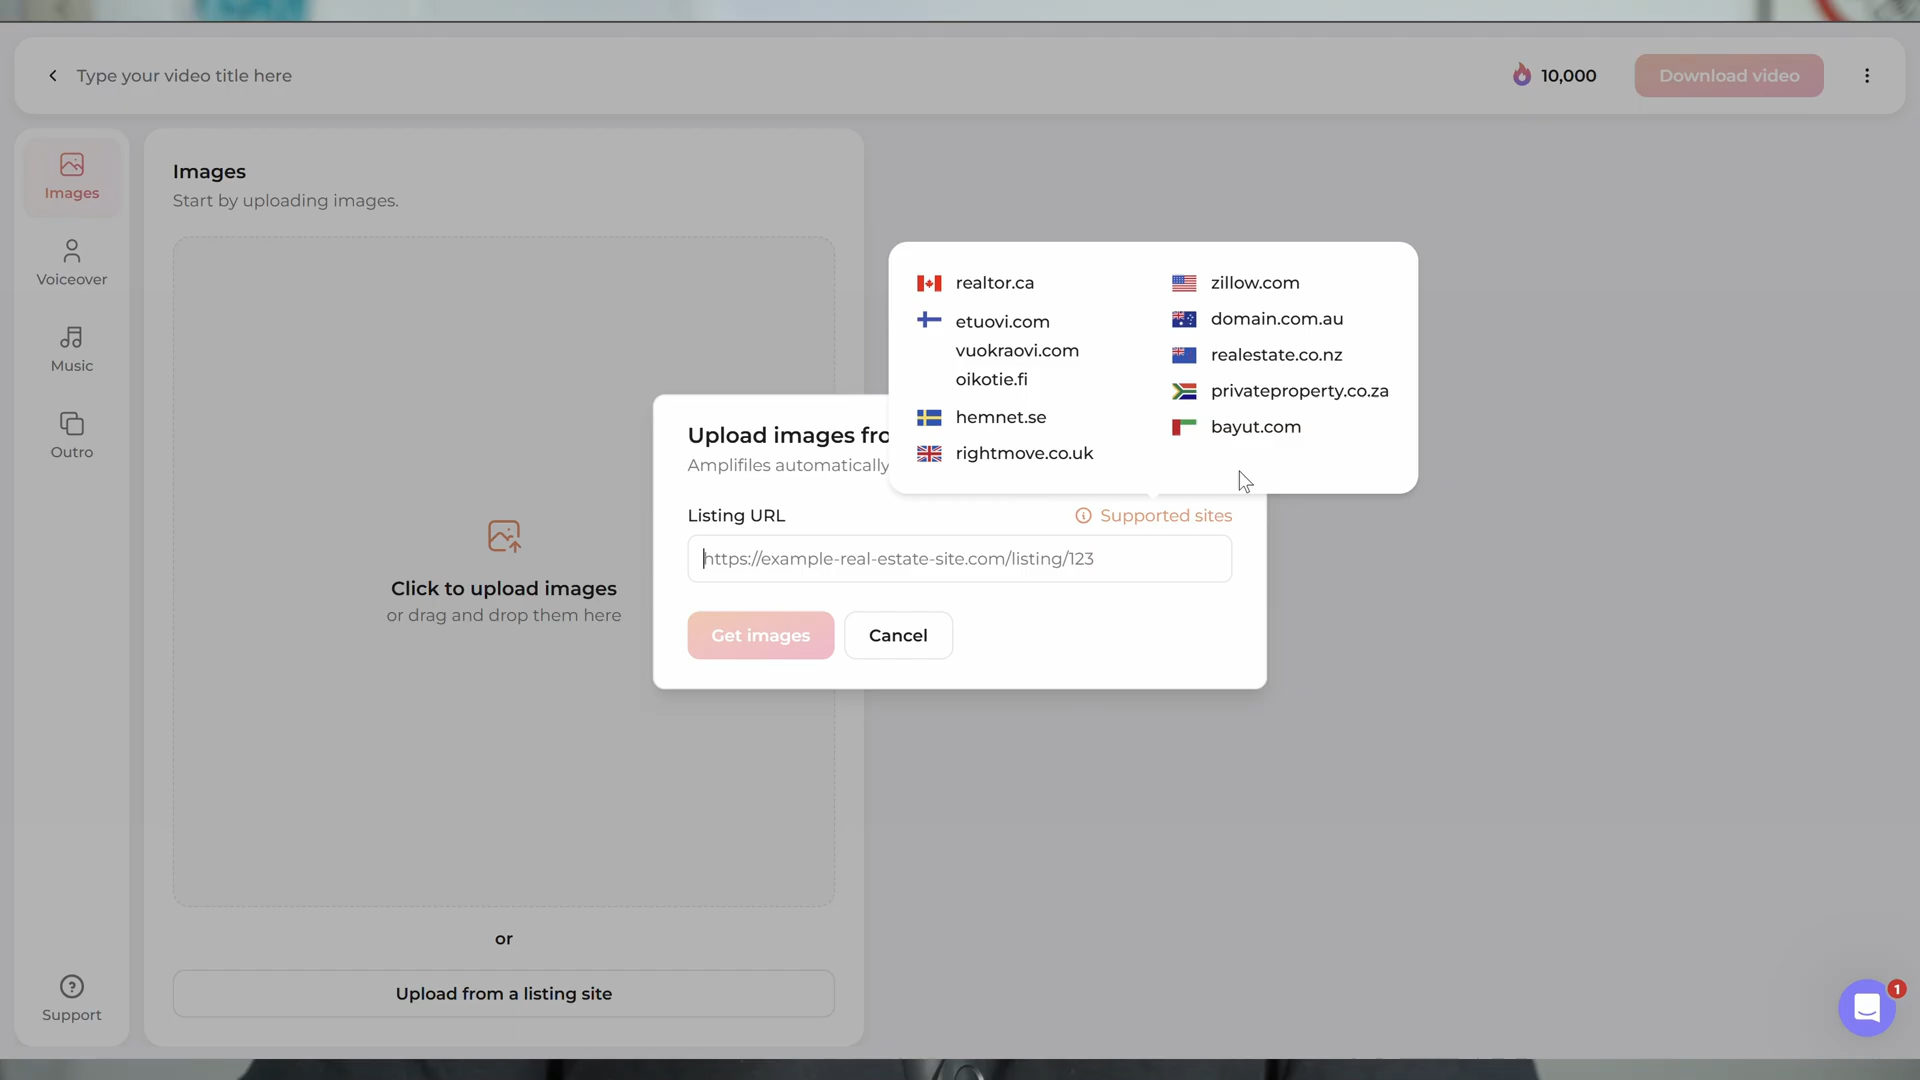 Type your video title here
10,000
Download video
Images
Voiceover
Music
Outro
Support
Images
Start by uploading images.
Click to upload images
or drag and drop them here
or
Upload from a listing site
realtor.ca
etuovi.com
vuokraovi.com
oikotie.fi
hemnet.se
rightmove.co.uk
zillow.com
domain.com.au
realestate.co.nz
privateproperty.co.za
bayut.com
Upload images fro
Amplifiles automatically
Listing URL
Supported sites
https://example-real-estate-site.com/listing/123
Get images
Cancel
1